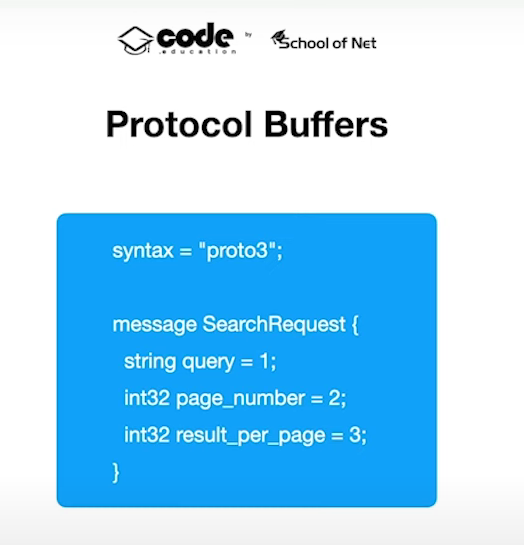 code
.education
by
School of Net
Protocol Buffers
syntax = "proto3";
message SearchRequest {
string query = 1;
int32 page_number = 2;
int32 result_per_page = 3;
}